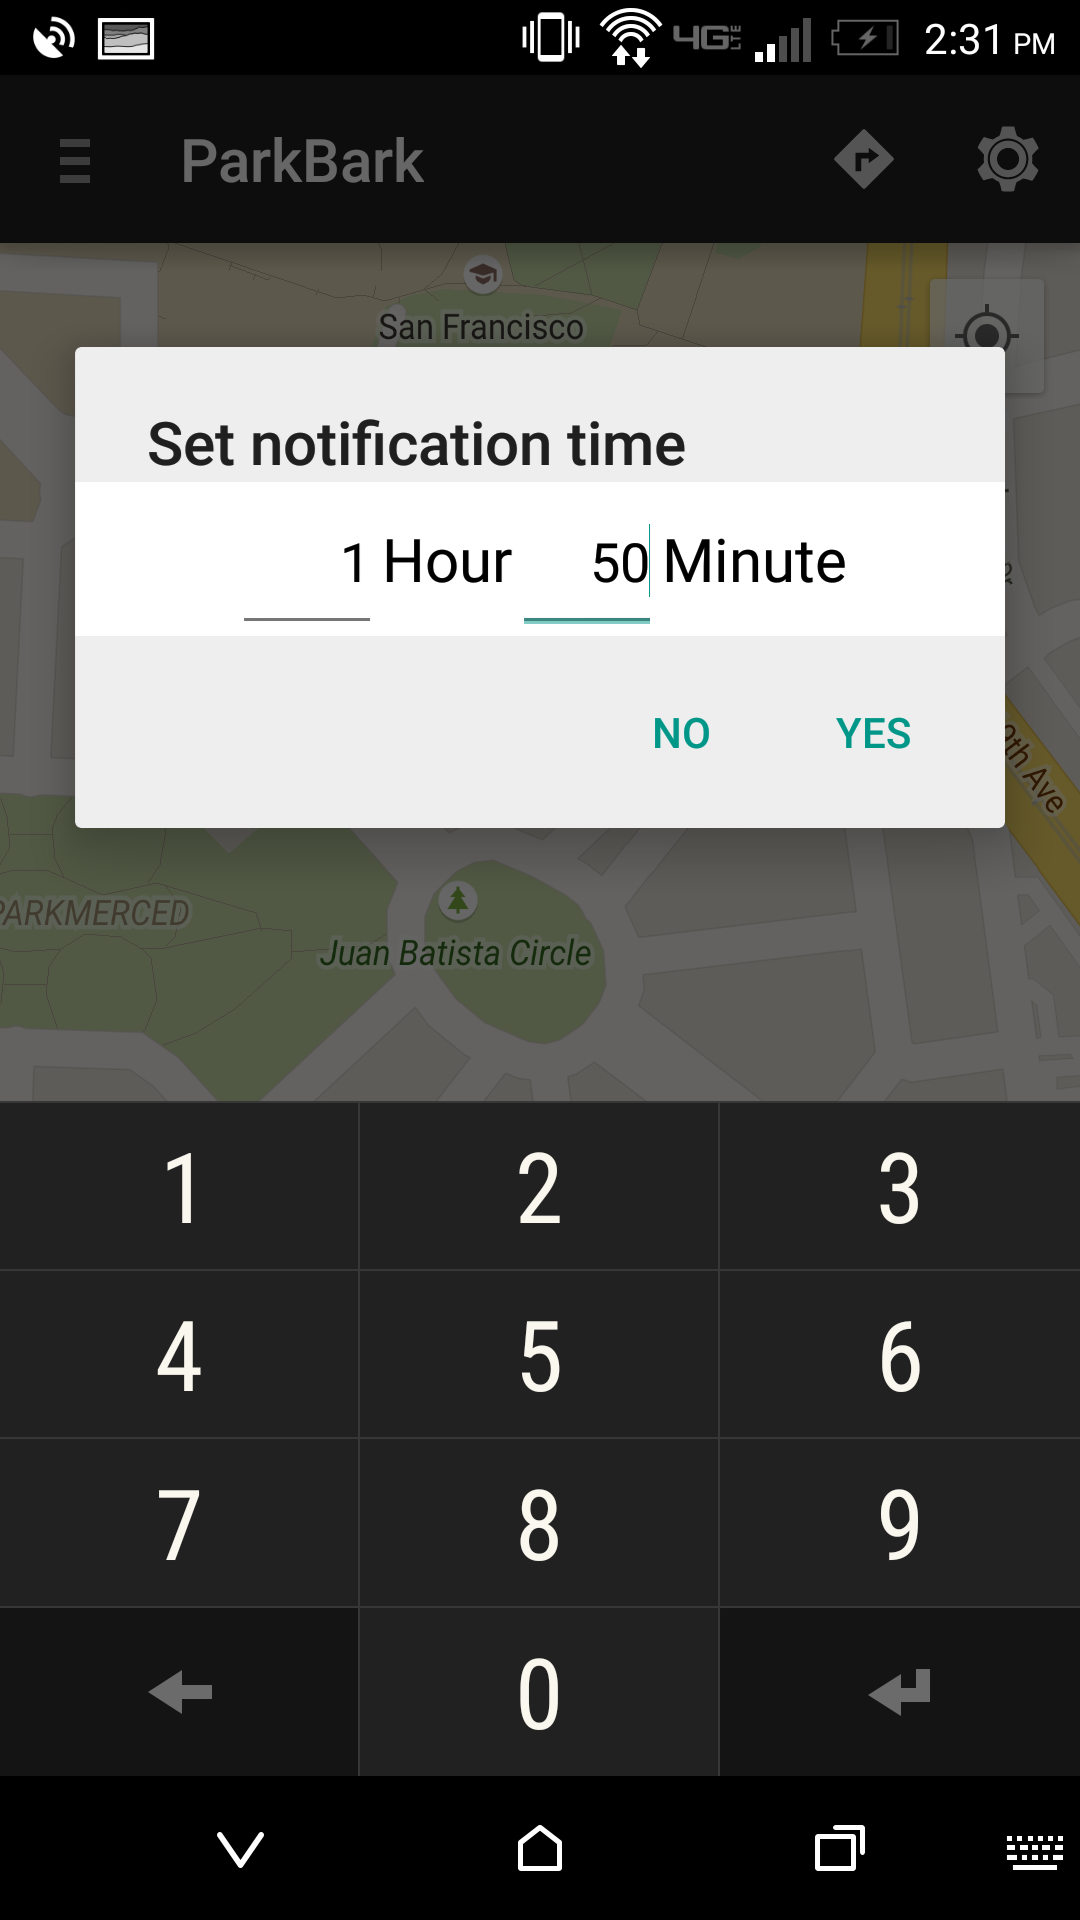 4G LTE 2:31 PM
ParkBark
San Francisco
Set notification time
1 Hour 50 Minute
NO YES
9th Ave
PARKMERCED
Juan Batista Circle
1 2 3
4 5 6
7 8 9
0